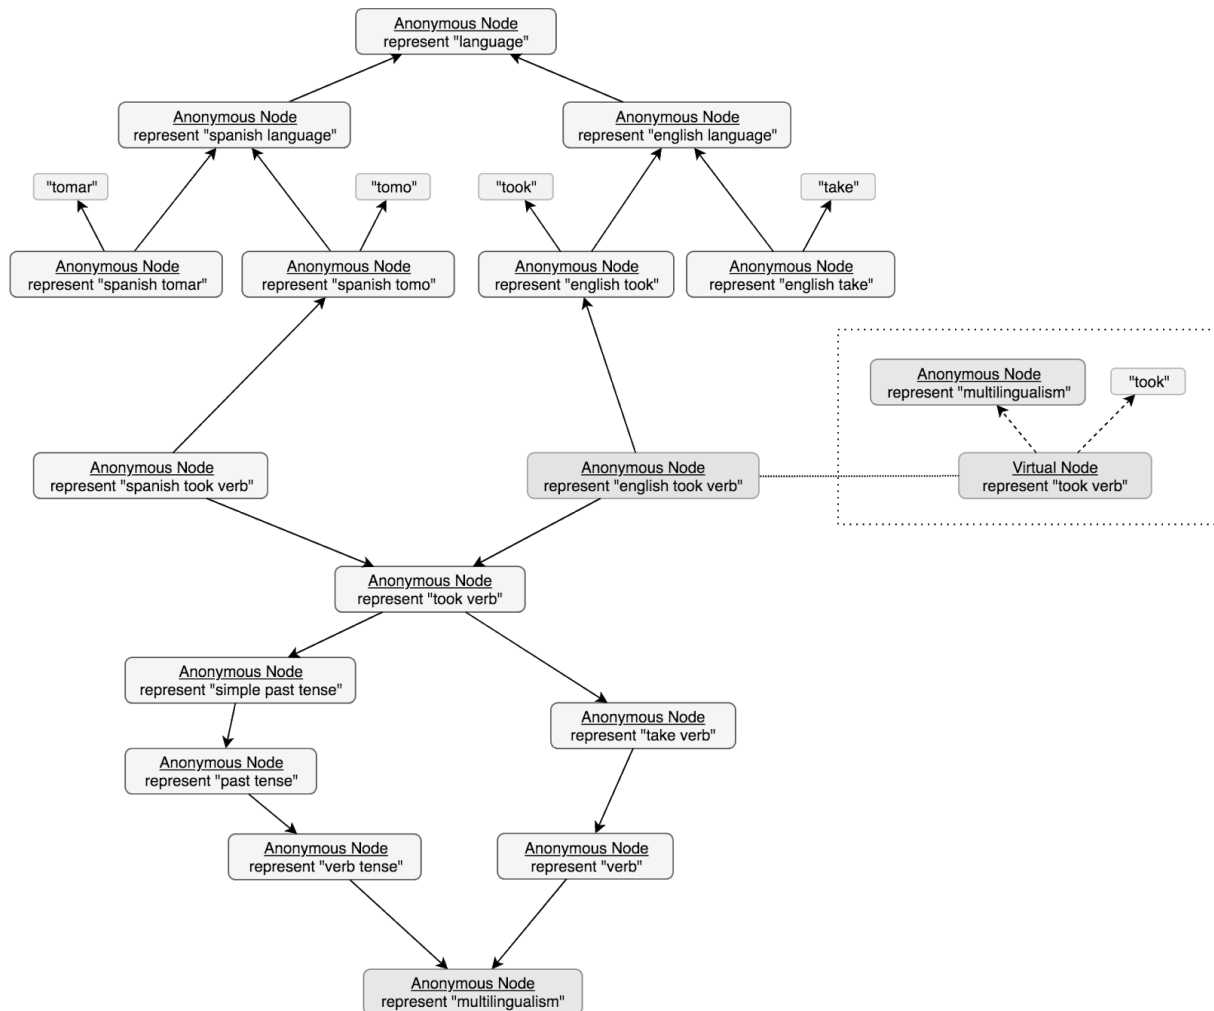 Anonymous Node
represent "language"
Anonymous Node
represent "spanish language"
Anonymous Node
represent "english language"
"tomar"
"tomo"
"took"
"take"
Anonymous Node
represent "spanish tomar"
Anonymous Node
represent "spanish tomo"
Anonymous Node
represent "english took"
Anonymous Node
represent "english take"
Anonymous Node
represent "multilingualism"
"took"
Anonymous Node
represent "spanish took verb"
Anonymous Node
represent "english took verb"
Virtual Node
represent "took verb"
Anonymous Node
represent "took verb"
Anonymous Node
represent "simple past tense"
Anonymous Node
represent "take verb"
Anonymous Node
represent "past tense"
Anonymous Node
represent "verb tense"
Anonymous Node
represent "verb"
Anonymous Node
represent "multilingualism"